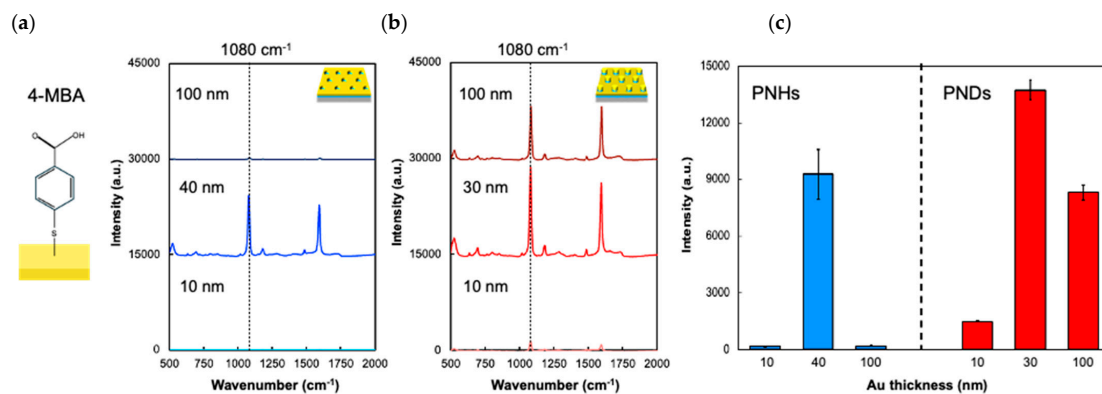 (a)
4-MBA
O
OH
S
1080 cm⁻¹
45000
30000
15000
0
Intensity (a.u.)
100 nm
40 nm
10 nm
500 750 1000 1250 1500 1750 2000
Wavenumber (cm⁻¹)
(b)
1080 cm⁻¹
45000
30000
15000
0
Intensity (a.u.)
100 nm
30 nm
10 nm
500 750 1000 1250 1500 1750 2000
Wavenumber (cm⁻¹)
(c)
15000
12000
9000
6000
3000
0
Intensity (a.u.)
PNHs PNDs
10 40 100 10 30 100
Au thickness (nm)